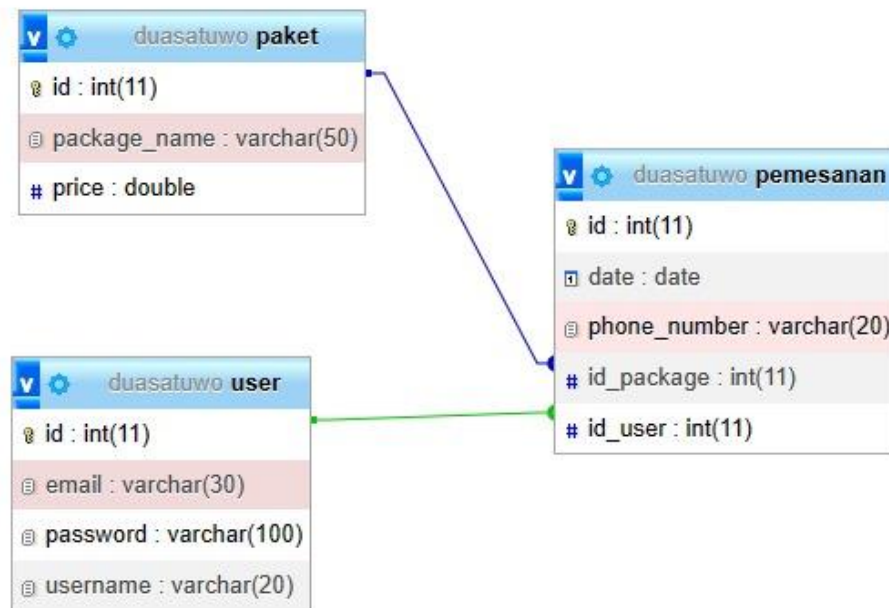 duasatuwo paket
id : int(11)
package_name : varchar(50)
# price : double
duasatuwo pemesanan
id : int(11)
date : date
phone_number : varchar(20)
# id_package : int(11)
# id_user : int(11)
duasatuwo user
id : int(11)
email : varchar(30)
password : varchar(100)
username : varchar(20)